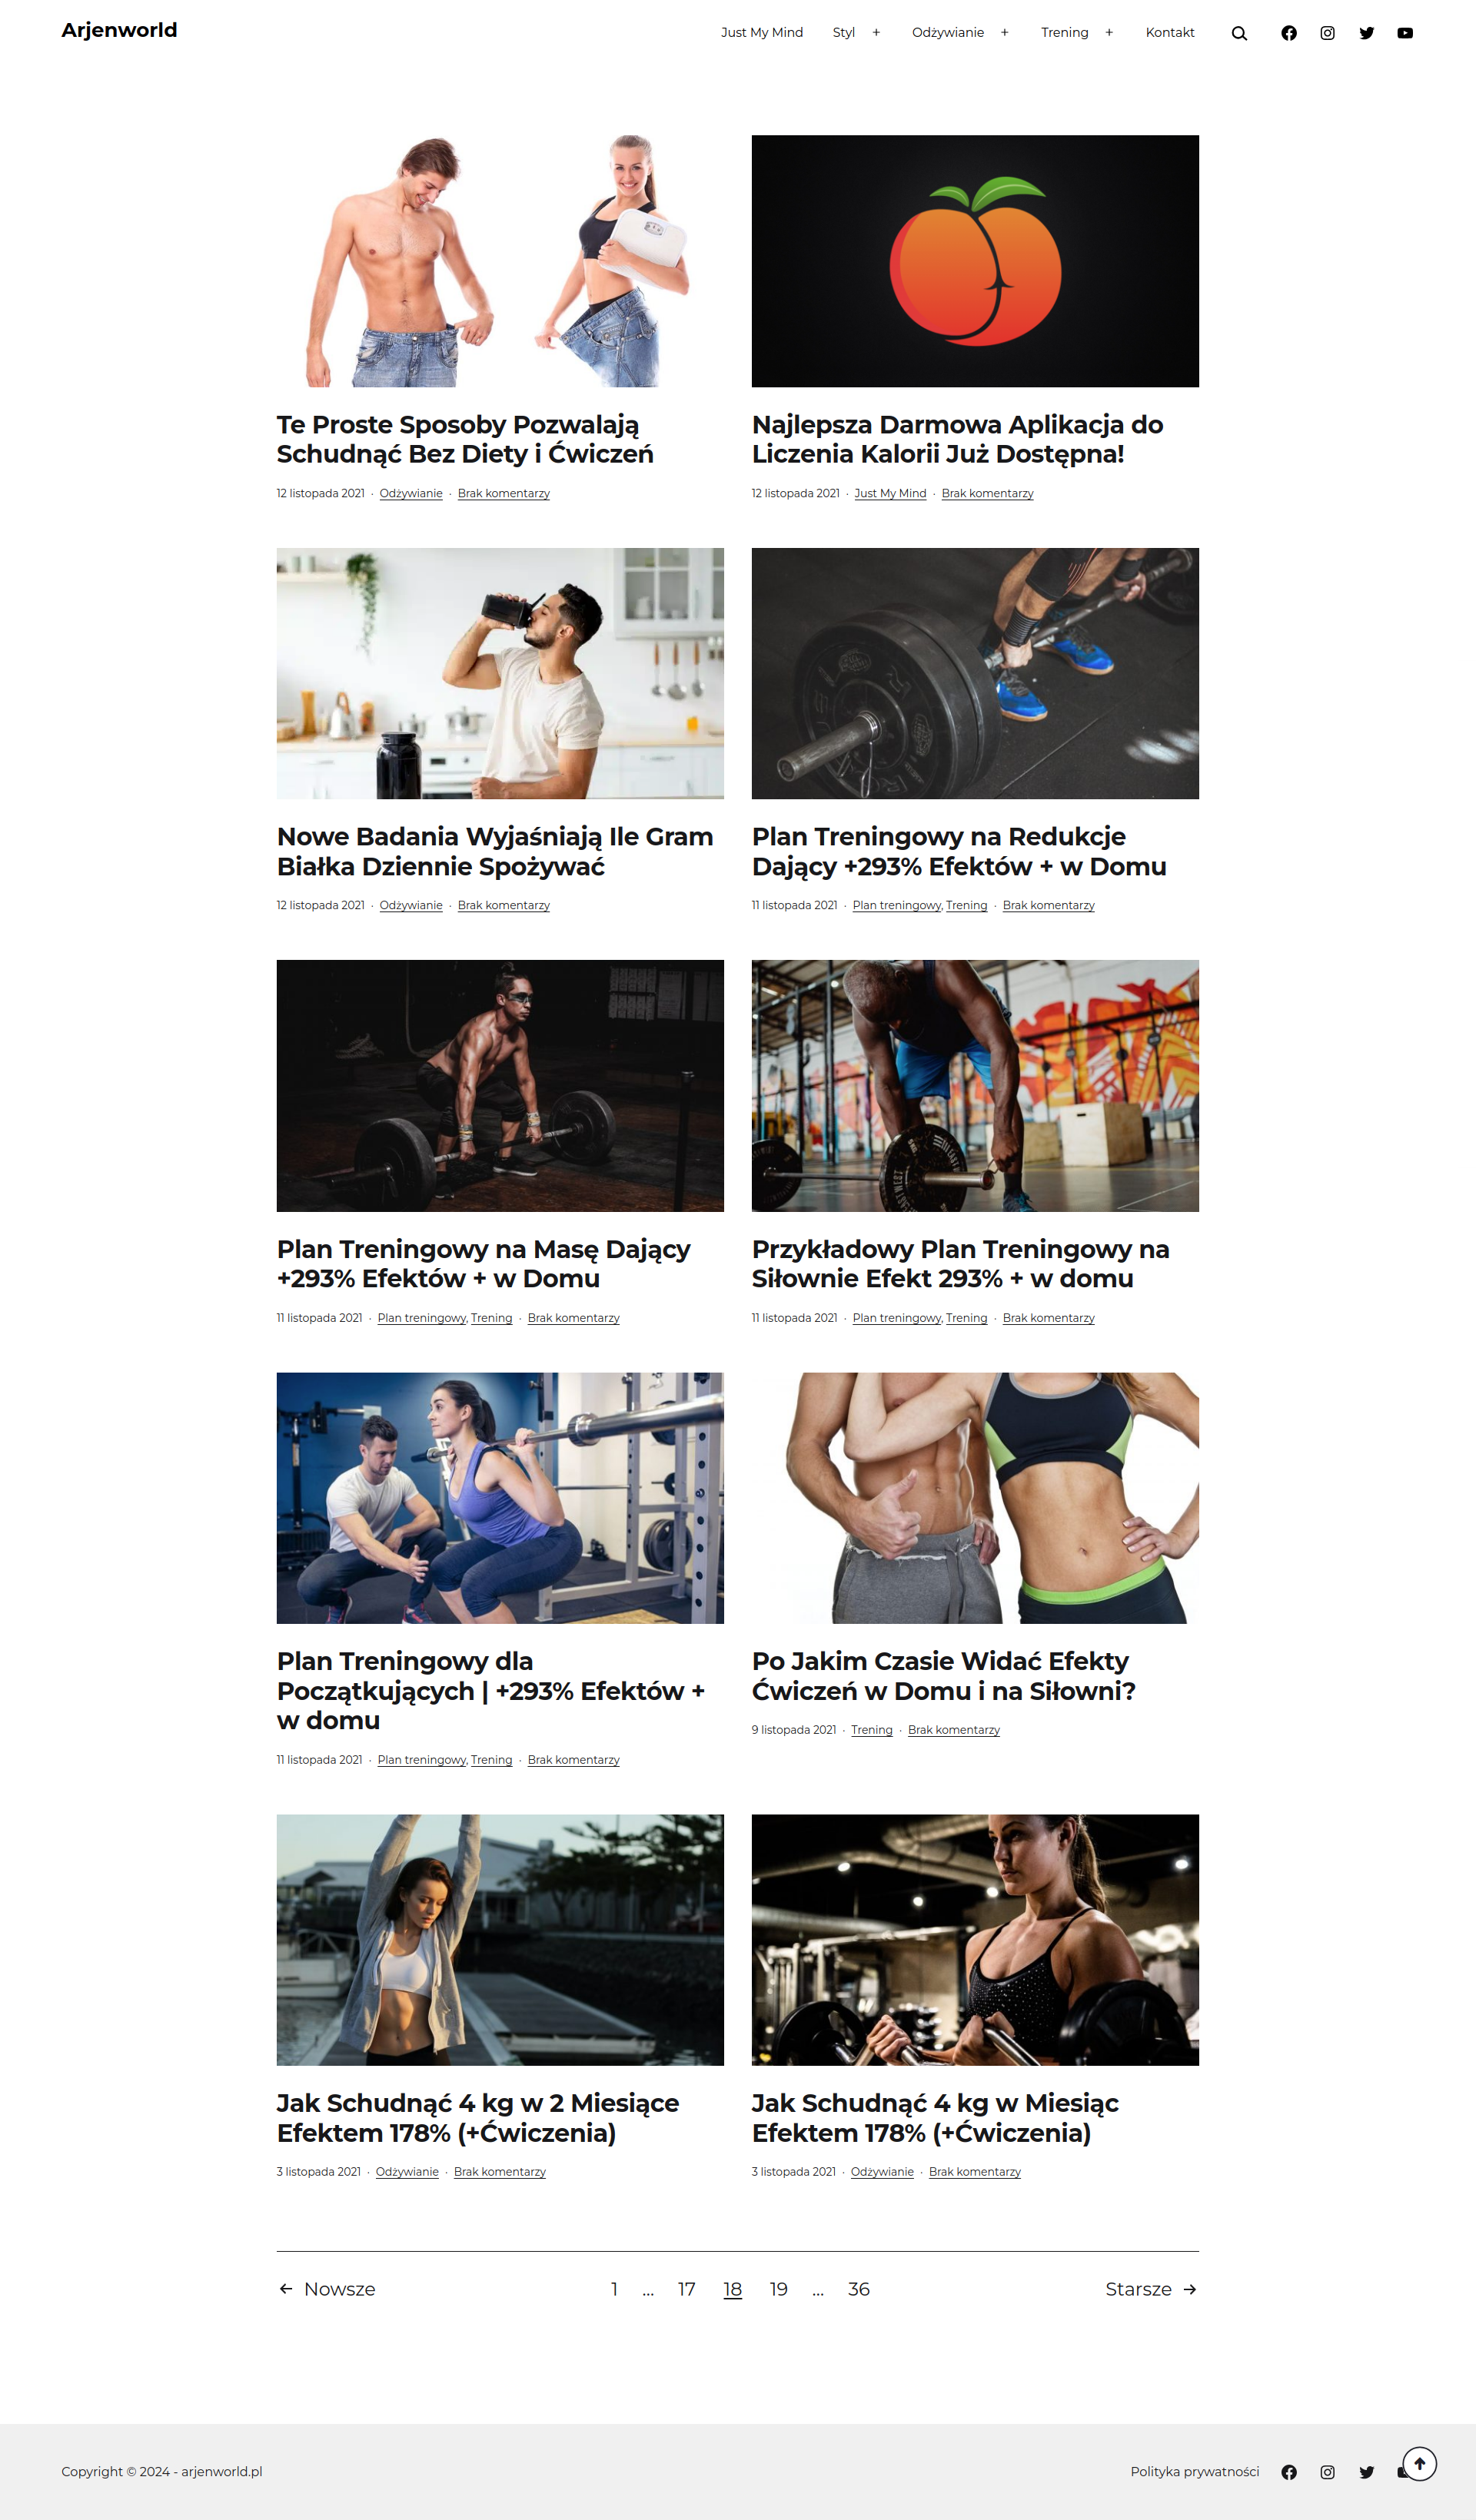 Arjenworld
Just My Mind Styl + Odżywianie + Trening + Kontakt
Te Proste Sposoby Pozwalają
Schudnąć Bez Diety i Ćwiczeń
12 listopada 2021 · Odżywianie · Brak komentarzy
Najlepsza Darmowa Aplikacja do
Liczenia Kalorii Już Dostępna!
12 listopada 2021 · Just My Mind · Brak komentarzy
Nowe Badania Wyjaśniają Ile Gram
Białka Dziennie Spożywać
12 listopada 2021 · Odżywianie · Brak komentarzy
Plan Treningowy na Redukcje
Dający +293% Efektów + w Domu
11 listopada 2021 · Plan treningowy, Trening · Brak komentarzy
Plan Treningowy na Masę Dający
+293% Efektów + w Domu
11 listopada 2021 · Plan treningowy, Trening · Brak komentarzy
Przykładowy Plan Treningowy na
Siłownie Efekt 293% + w domu
11 listopada 2021 · Plan treningowy, Trening · Brak komentarzy
Plan Treningowy dla
Początkujących | +293% Efektów +
w domu
11 listopada 2021 · Plan treningowy, Trening · Brak komentarzy
Po Jakim Czasie Widać Efekty
Ćwiczeń w Domu i na Siłowni?
9 listopada 2021 · Trening · Brak komentarzy
Jak Schudnąć 4 kg w 2 Miesiące
Efektem 178% (+Ćwiczenia)
3 listopada 2021 · Odżywianie · Brak komentarzy
Jak Schudnąć 4 kg w Miesiąc
Efektem 178% (+Ćwiczenia)
3 listopada 2021 · Odżywianie · Brak komentarzy
← Nowsze 1 … 17 18 19 … 36 Starsze →
Copyright © 2024 - arjenworld.pl Polityka prywatności